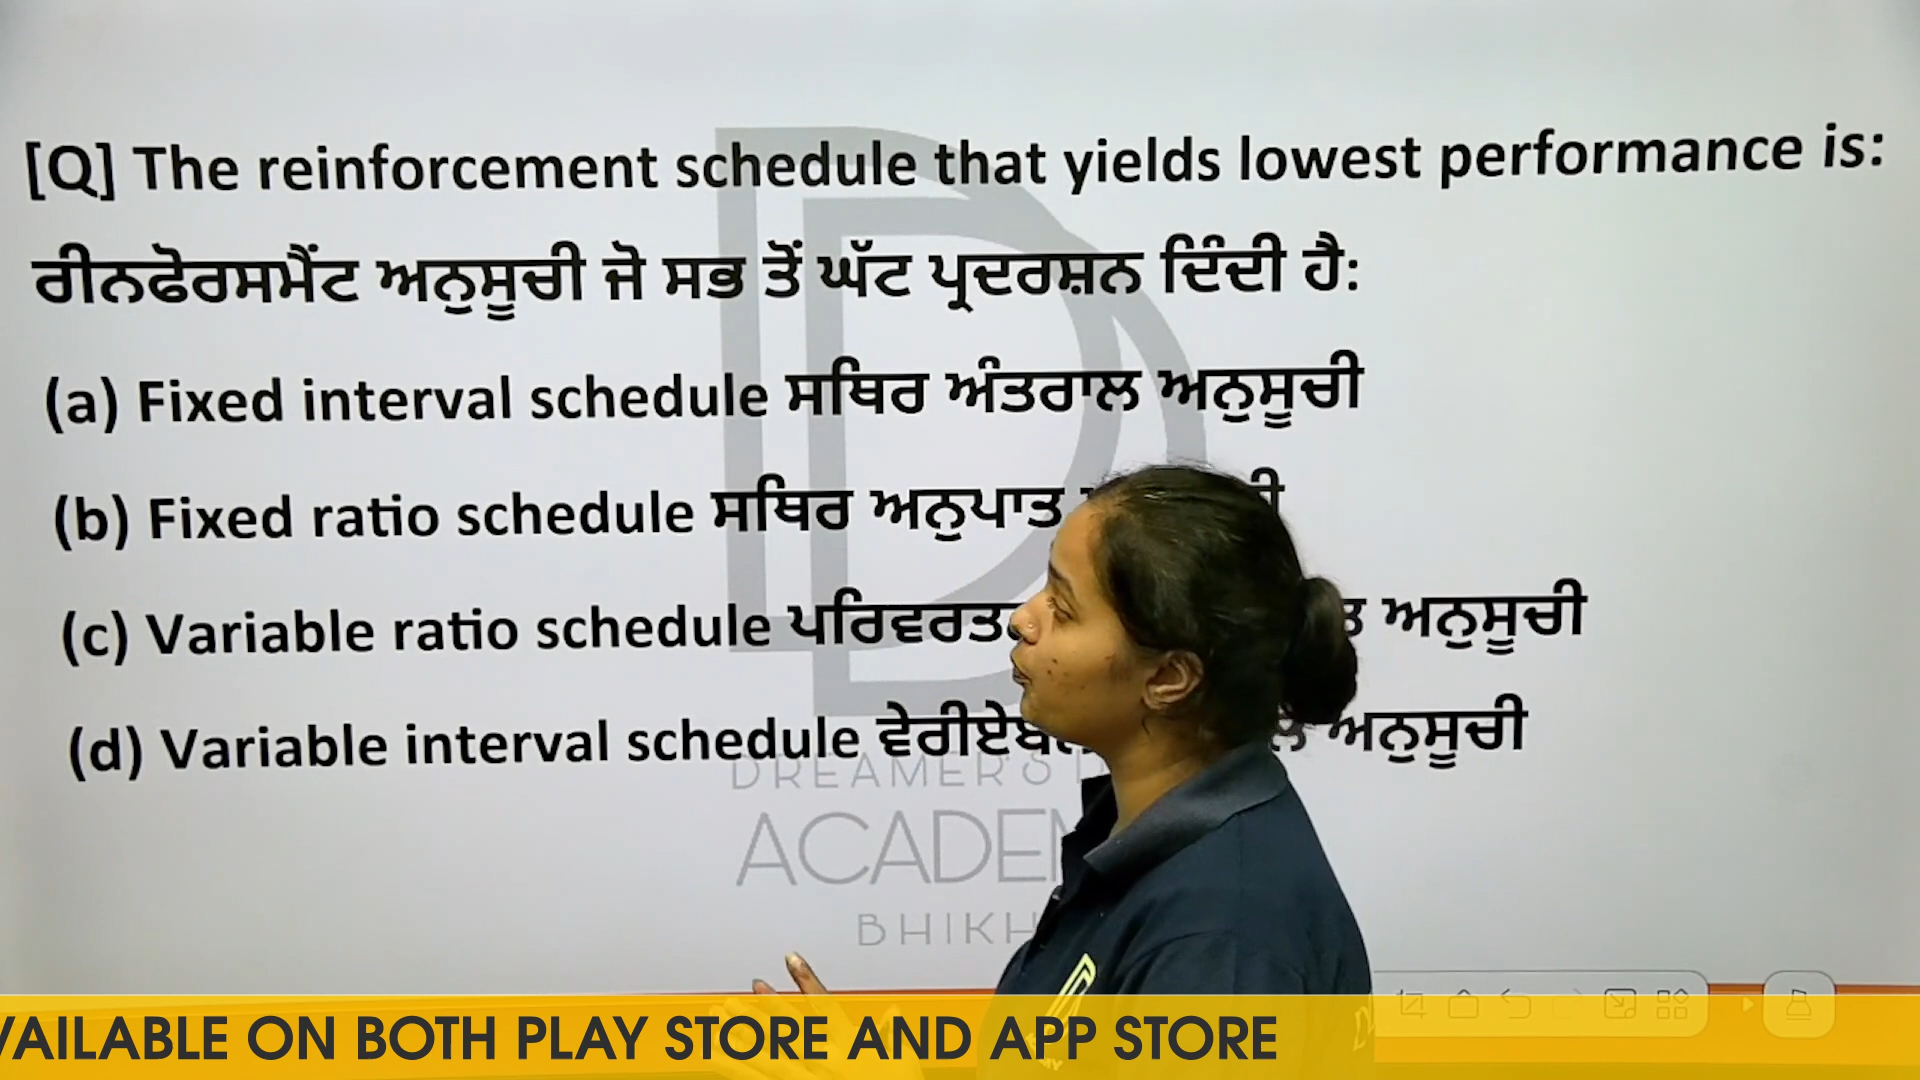 [Q] The reinforcement schedule that yields lowest performance is:
ਰੀਨਫੋਰਸਮੈਂਟ ਅਨੁਸੂਚੀ ਜੋ ਸਭ ਤੋਂ ਘੱਟ ਪ੍ਰਦਰਸ਼ਨ ਦਿੰਦੀ ਹੈ:
(a) Fixed interval schedule ਸਥਿਰ ਅੰਤਰਾਲ ਅਨੁਸੂਚੀ
(b) Fixed ratio schedule ਸਥਿਰ ਅਨੁਪਾਤ
(c) Variable ratio schedule ਅਨੁਸੂਚੀ
(d) Variable interval schedule ਅਨੁਸੂਚੀ
DREAMER'S
ACADEM
BHIKH
VAILABLE ON BOTH PLAY STORE AND APP STORE